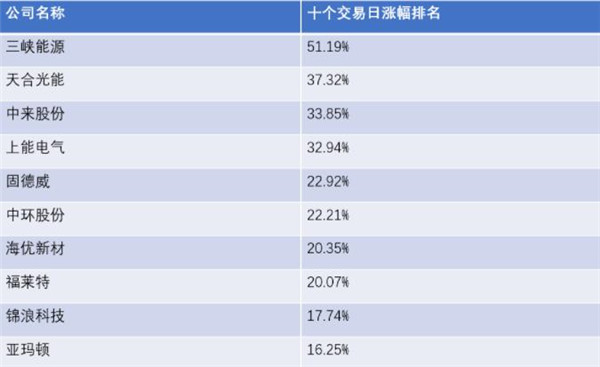 公司名称 十个交易日涨幅排名
三峡能源 51.19%
天合光能 37.32%
中来股份 33.85%
上能电气 32.94%
固德威 22.92%
中环股份 22.21%
海优新材 20.35%
福莱特 20.07%
锦浪科技 17.74%
亚玛顿 16.25%